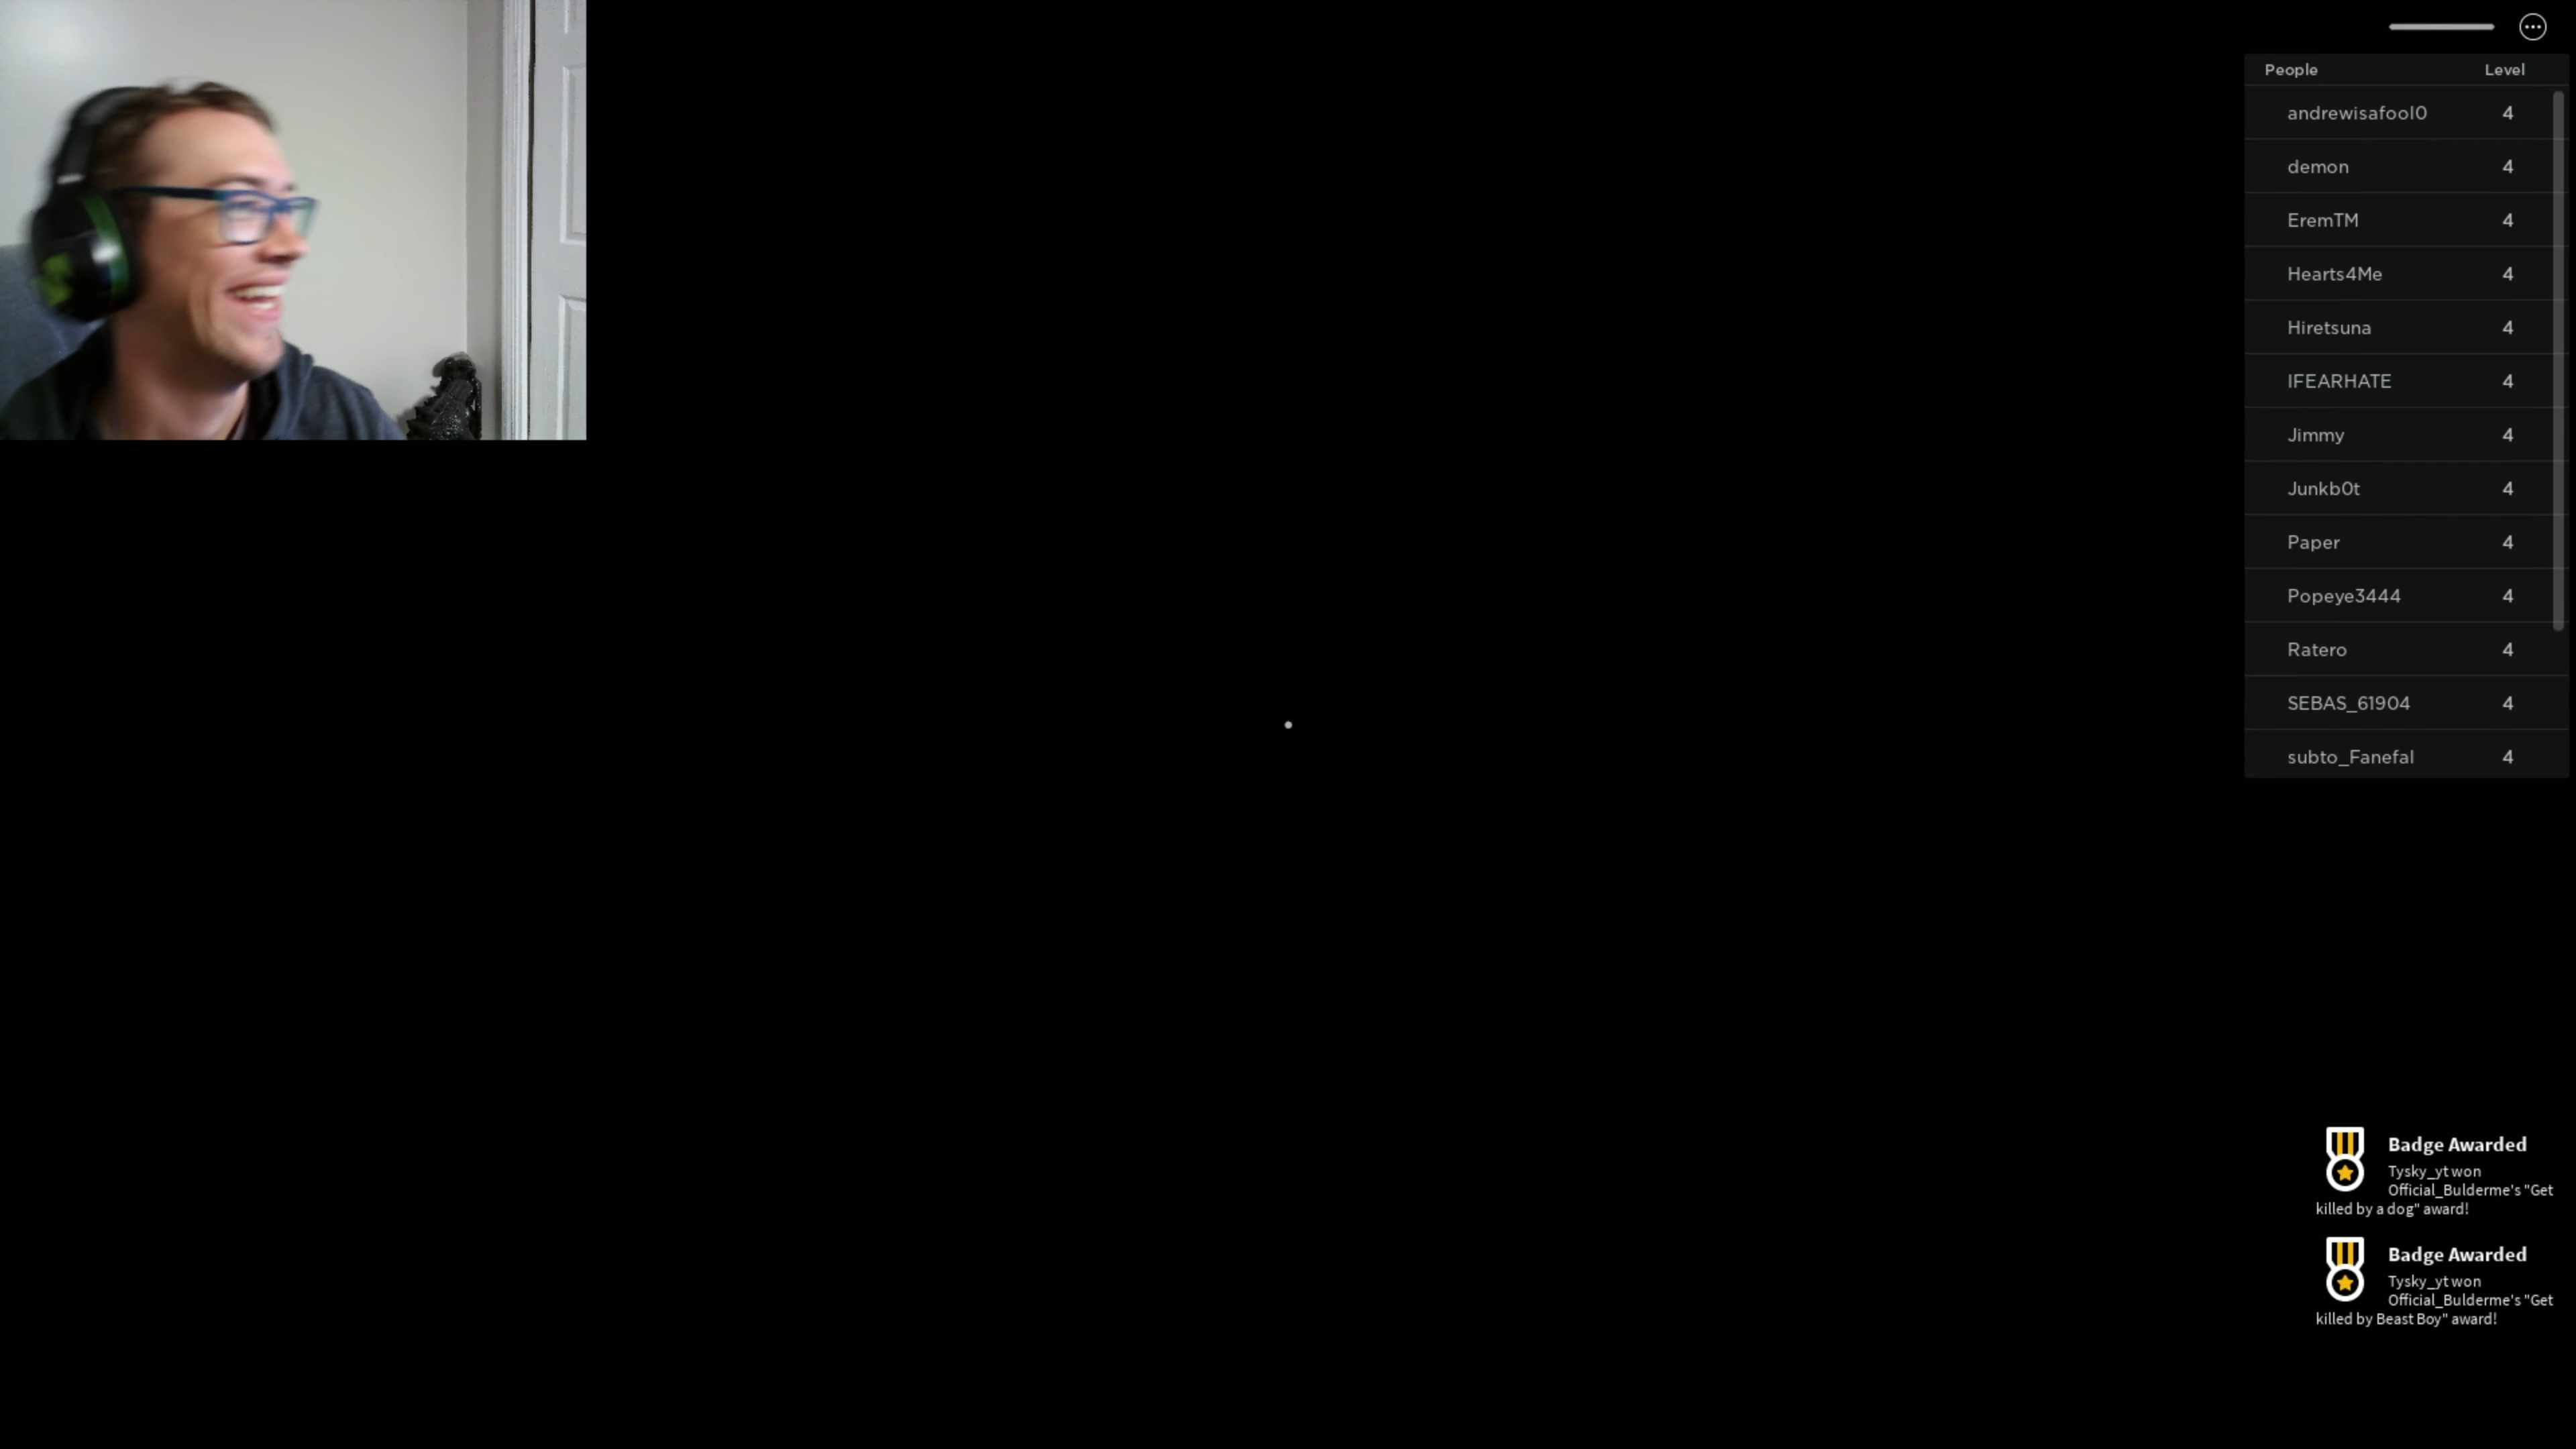 People Level
andrewisafool0 4
demon 4
EremTM 4
Hearts4Me 4
Hiretsuna 4
IFEARHATE 4
Jimmy 4
Junkb0t 4
Paper 4
Popeye3444 4
Ratero 4
SEBAS_61904 4
subto_Fanefal 4
Badge Awarded
Tysky_yt won
Official_Bulderme's "Get
killed by a dog" award!
Badge Awarded
Tysky_yt won
Official_Bulderme's "Get
killed by Beast Boy" award!